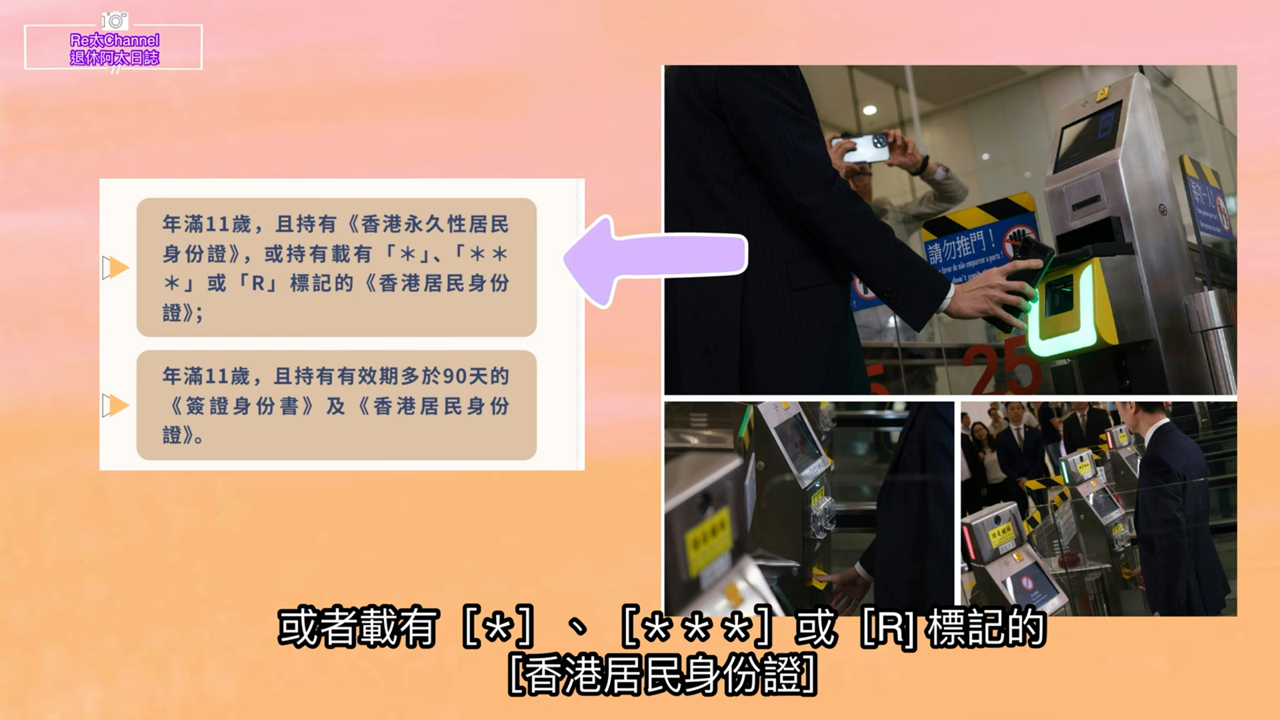 Re太Channel
退休阿太日誌
年滿11歲，且持有《香港永久性居民
身份證》，或持有載有「＊」、「＊＊
＊」或「R」標記的《香港居民身份
證》；
年滿11歲，且持有有效期多於90天的
《簽證身份書》及《香港居民身份
證》。
請勿推門！
25
或者載有［＊］、［＊＊＊］或［R］標記的
［香港居民身份證］